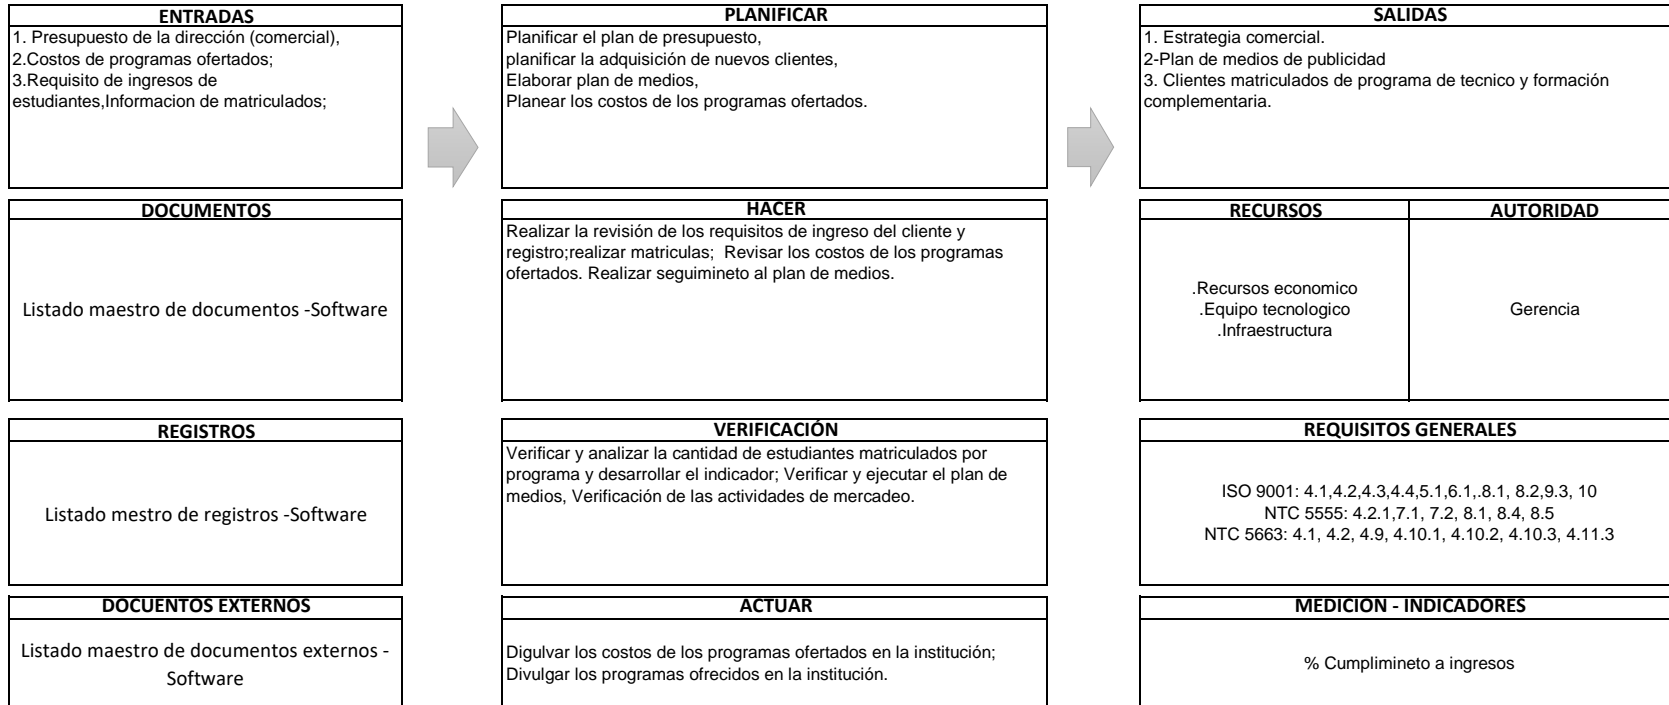 ENTRADAS
1. Presupuesto de la dirección (comercial),
2.Costos de programas ofertados;
3.Requisito de ingresos de
estudiantes,Informacion de matriculados;
PLANIFICAR
Planificar el plan de presupuesto,
planificar la adquisición de nuevos clientes,
Elaborar plan de medios,
Planear los costos de los programas ofertados.
SALIDAS
1. Estrategia comercial.
2-Plan de medios de publicidad
3. Clientes matriculados de programa de tecnico y formación
complementaria.
DOCUMENTOS
Listado maestro de documentos -Software
HACER
Realizar la revisión de los requisitos de ingreso del cliente y
registro;realizar matriculas;  Revisar los costos de los programas
ofertados. Realizar seguimineto al plan de medios.
RECURSOS
.Recursos economico
.Equipo tecnologico
.Infraestructura
AUTORIDAD
Gerencia
REGISTROS
Listado mestro de registros -Software
VERIFICACIÓN
Verificar y analizar la cantidad de estudiantes matriculados por
programa y desarrollar el indicador; Verificar y ejecutar el plan de
medios, Verificación de las actividades de mercadeo.
REQUISITOS GENERALES
ISO 9001: 4.1,4.2,4.3,4.4,5.1,6.1,.8.1, 8.2,9.3, 10
NTC 5555: 4.2.1,7.1, 7.2, 8.1, 8.4, 8.5
NTC 5663: 4.1, 4.2, 4.9, 4.10.1, 4.10.2, 4.10.3, 4.11.3
DOCUENTOS EXTERNOS
Listado maestro de documentos externos -
Software
ACTUAR
Digulvar los costos de los programas ofertados en la institución;
Divulgar los programas ofrecidos en la institución.
MEDICION - INDICADORES
% Cumplimineto a ingresos